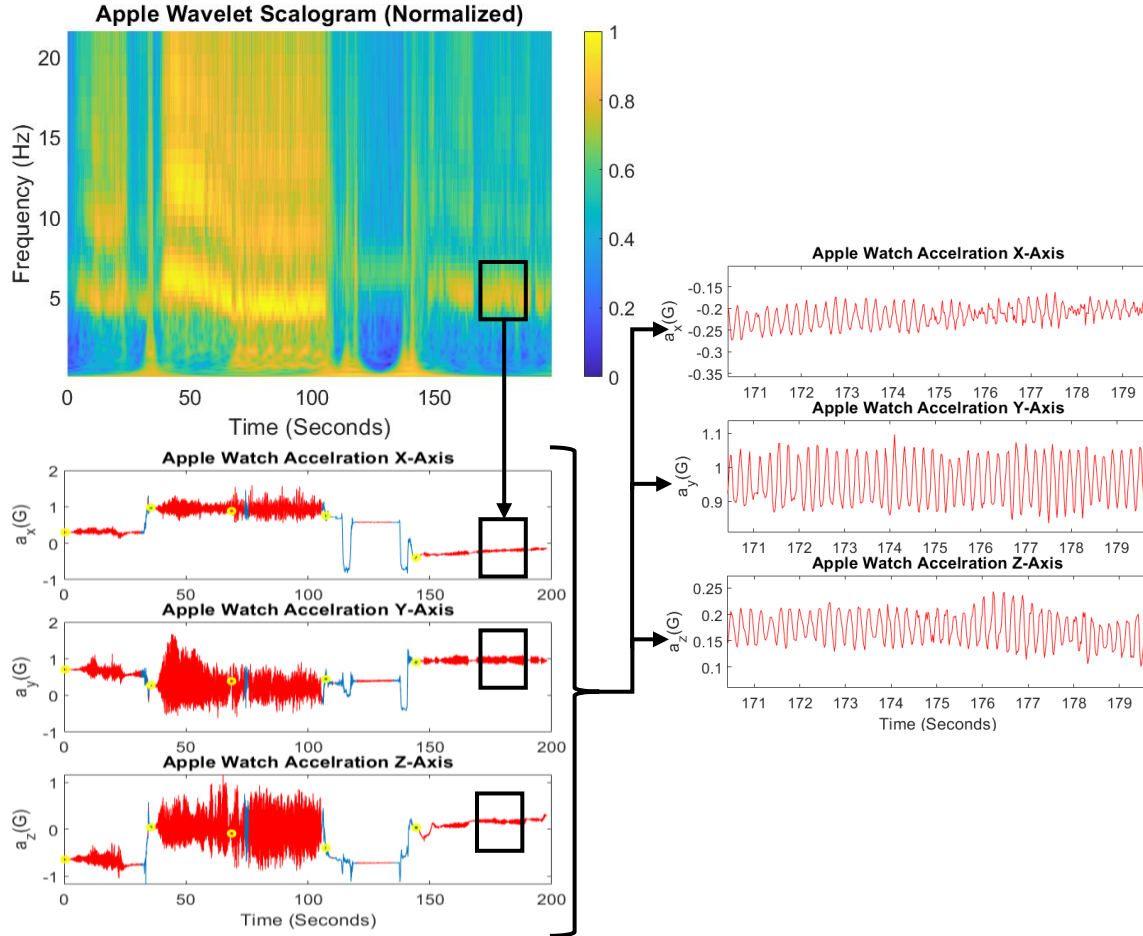 Apple Wavelet Scalogram (Normalized)
Frequency (Hz)
20
15
10
5
0 50 100 150
Time (Seconds)
1
0.8
0.6
0.4
0.2
0
Apple Watch Accelration X-Axis
a_x(G)
2
1
0
-1
0 50 100 150 200
Apple Watch Accelration Y-Axis
a_y(G)
2
1
0
-1
0 50 100 150 200
Apple Watch Accelration Z-Axis
a_z(G)
1
0
-1
0 50 100 150 200
Time (Seconds)
Apple Watch Accelration X-Axis
a_x(G)
-0.15
-0.2
-0.25
-0.3
-0.35
171 172 173 174 175 176 177 178 179
Apple Watch Accelration Y-Axis
a_y(G)
1.1
1
0.9
171 172 173 174 175 176 177 178 179
Apple Watch Accelration Z-Axis
a_z(G)
0.25
0.2
0.15
0.1
171 172 173 174 175 176 177 178 179
Time (Seconds)